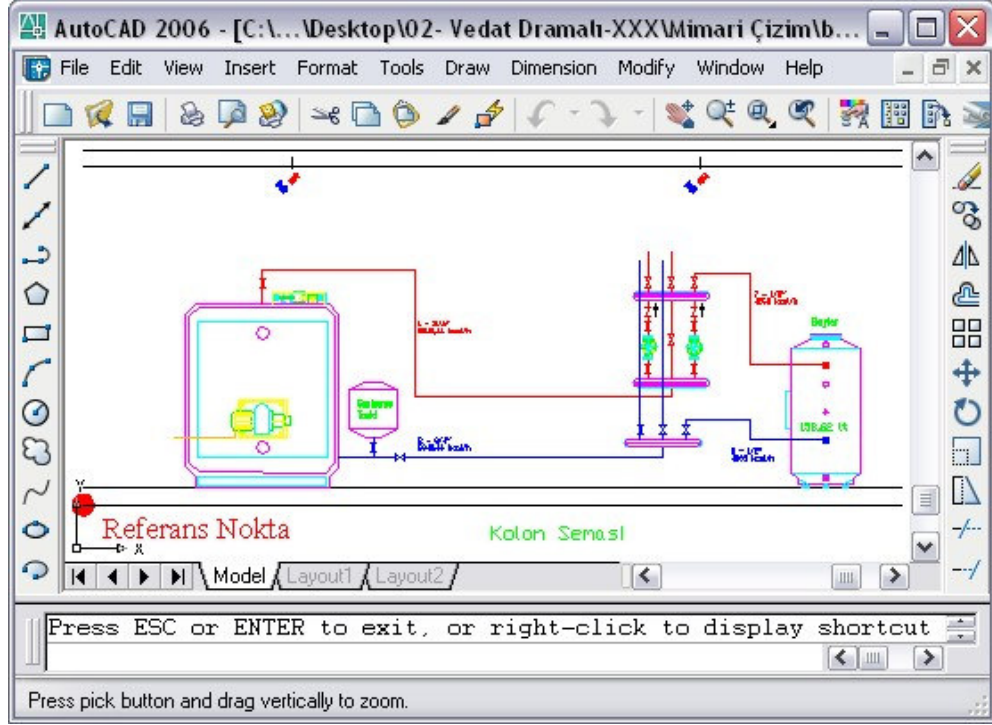 AutoCAD 2006 - [C:\...\Desktop\02- Vedat Dramalı-XXX\Mimari Çizim\b...
File Edit View Insert Format Tools Draw Dimension Modify Window Help
Boyler
Tankı
Y
Referans Nokta
X
Kolon Semasi
Model Layout1 Layout2
Press ESC or ENTER to exit, or right-click to display shortcut
Press pick button and drag vertically to zoom.